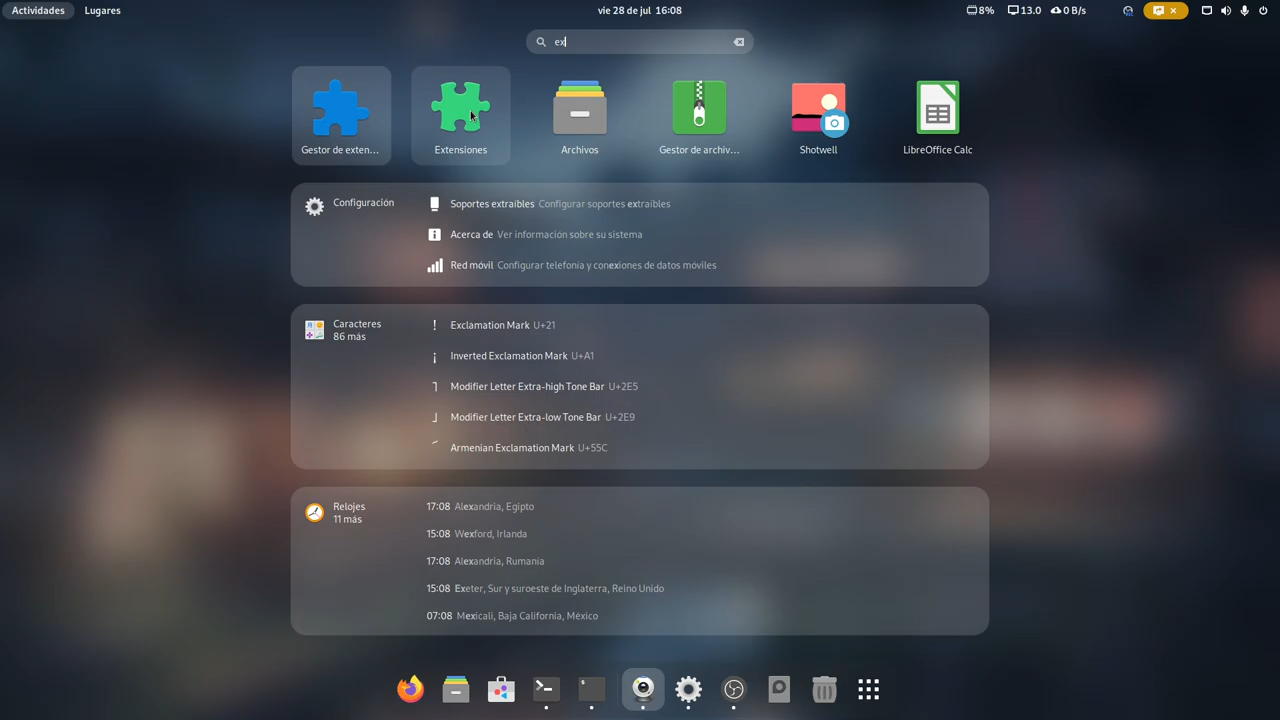 Actividades Lugares vie 28 de jul 16:08 8% 13.0 0 B/s
ex
Gestor de exten... Extensiones Archivos Gestor de archiv... Shotwell LibreOffice Calc
Configuración
Soportes extraíbles Configurar soportes extraíbles
Acerca de Ver información sobre su sistema
Red móvil Configurar telefonía y conexiones de datos móviles
Caracteres
86 más
! Exclamation Mark U+21
¡ Inverted Exclamation Mark U+A1
˥ Modifier Letter Extra-high Tone Bar U+2E5
˩ Modifier Letter Extra-low Tone Bar U+2E9
՜ Armenian Exclamation Mark U+55C
Relojes
11 más
17:08 Alexandria, Egipto
15:08 Wexford, Irlanda
17:08 Alexandria, Rumania
15:08 Exeter, Sur y suroeste de Inglaterra, Reino Unido
07:08 Mexicali, Baja California, México